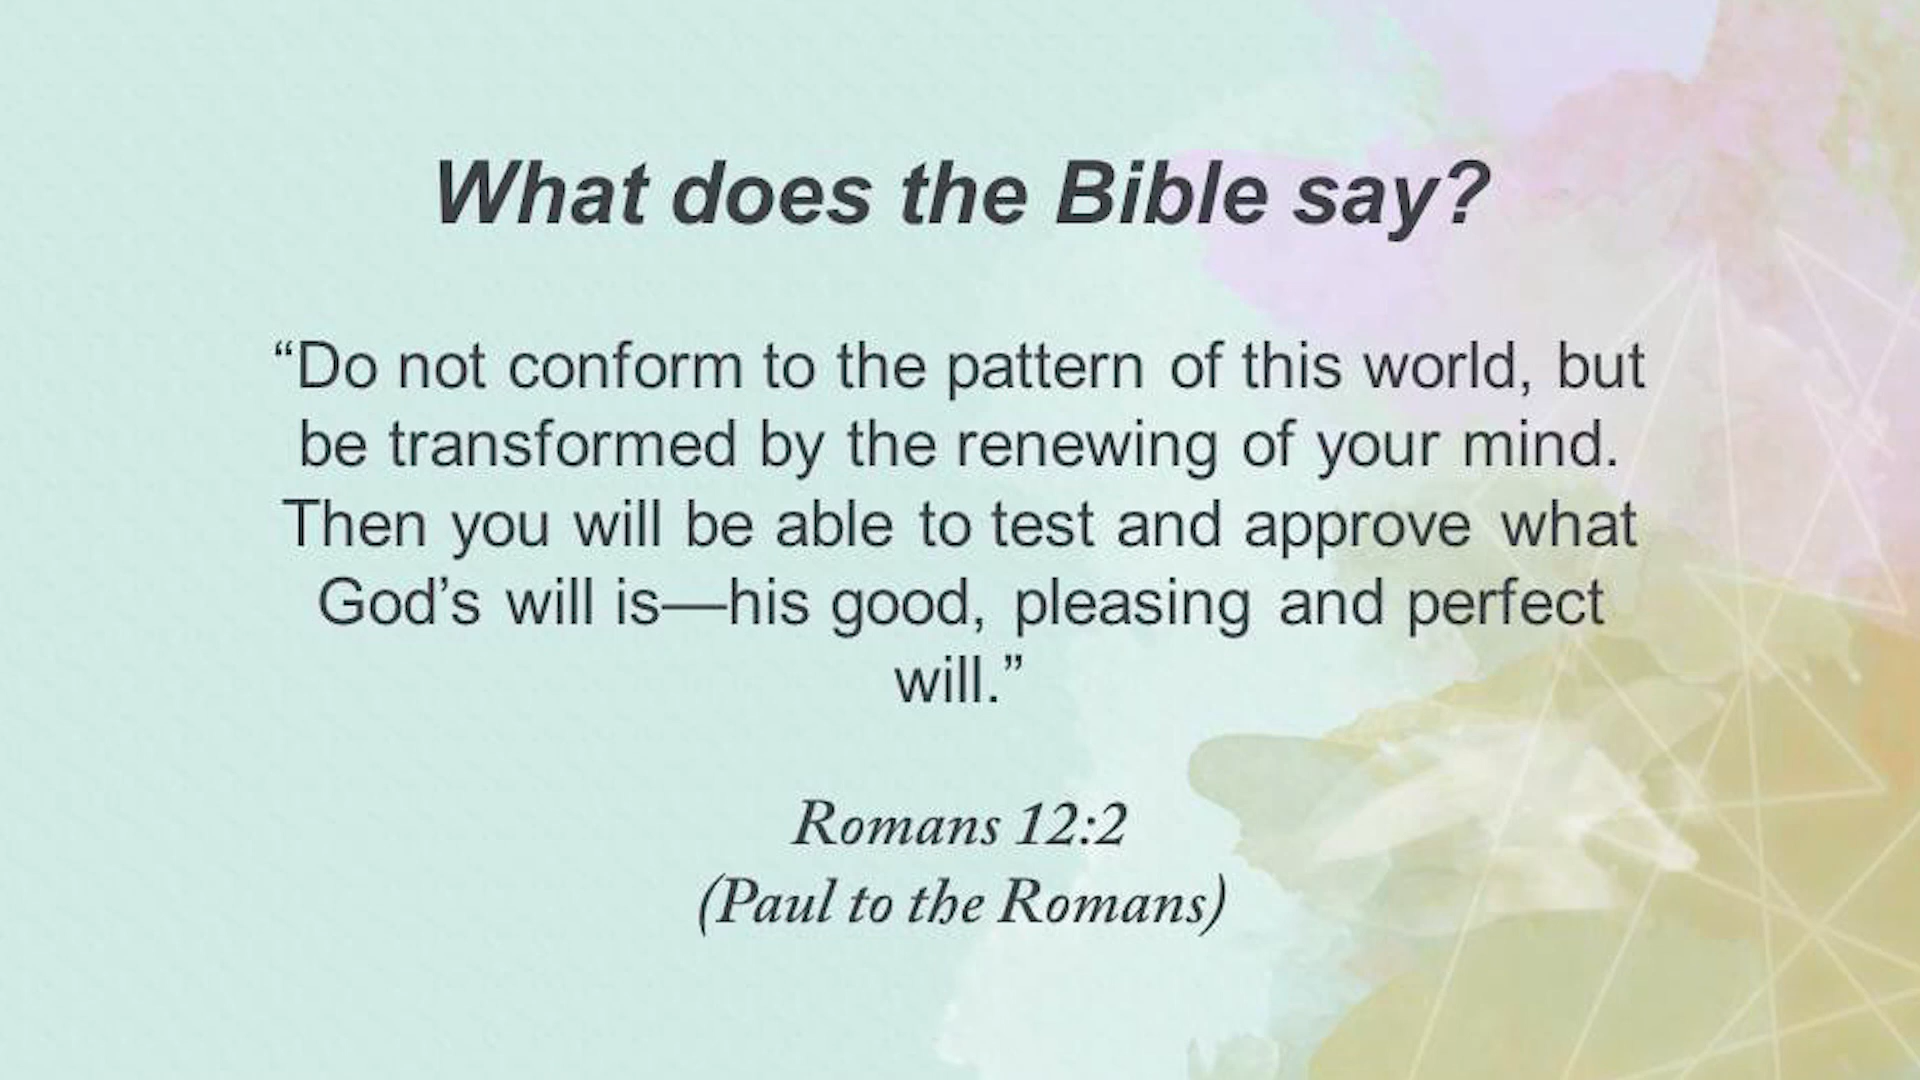 What does the Bible say?
“Do not conform to the pattern of this world, but
be transformed by the renewing of your mind.
Then you will be able to test and approve what
God’s will is—his good, pleasing and perfect
will.”
Romans 12:2
(Paul to the Romans)